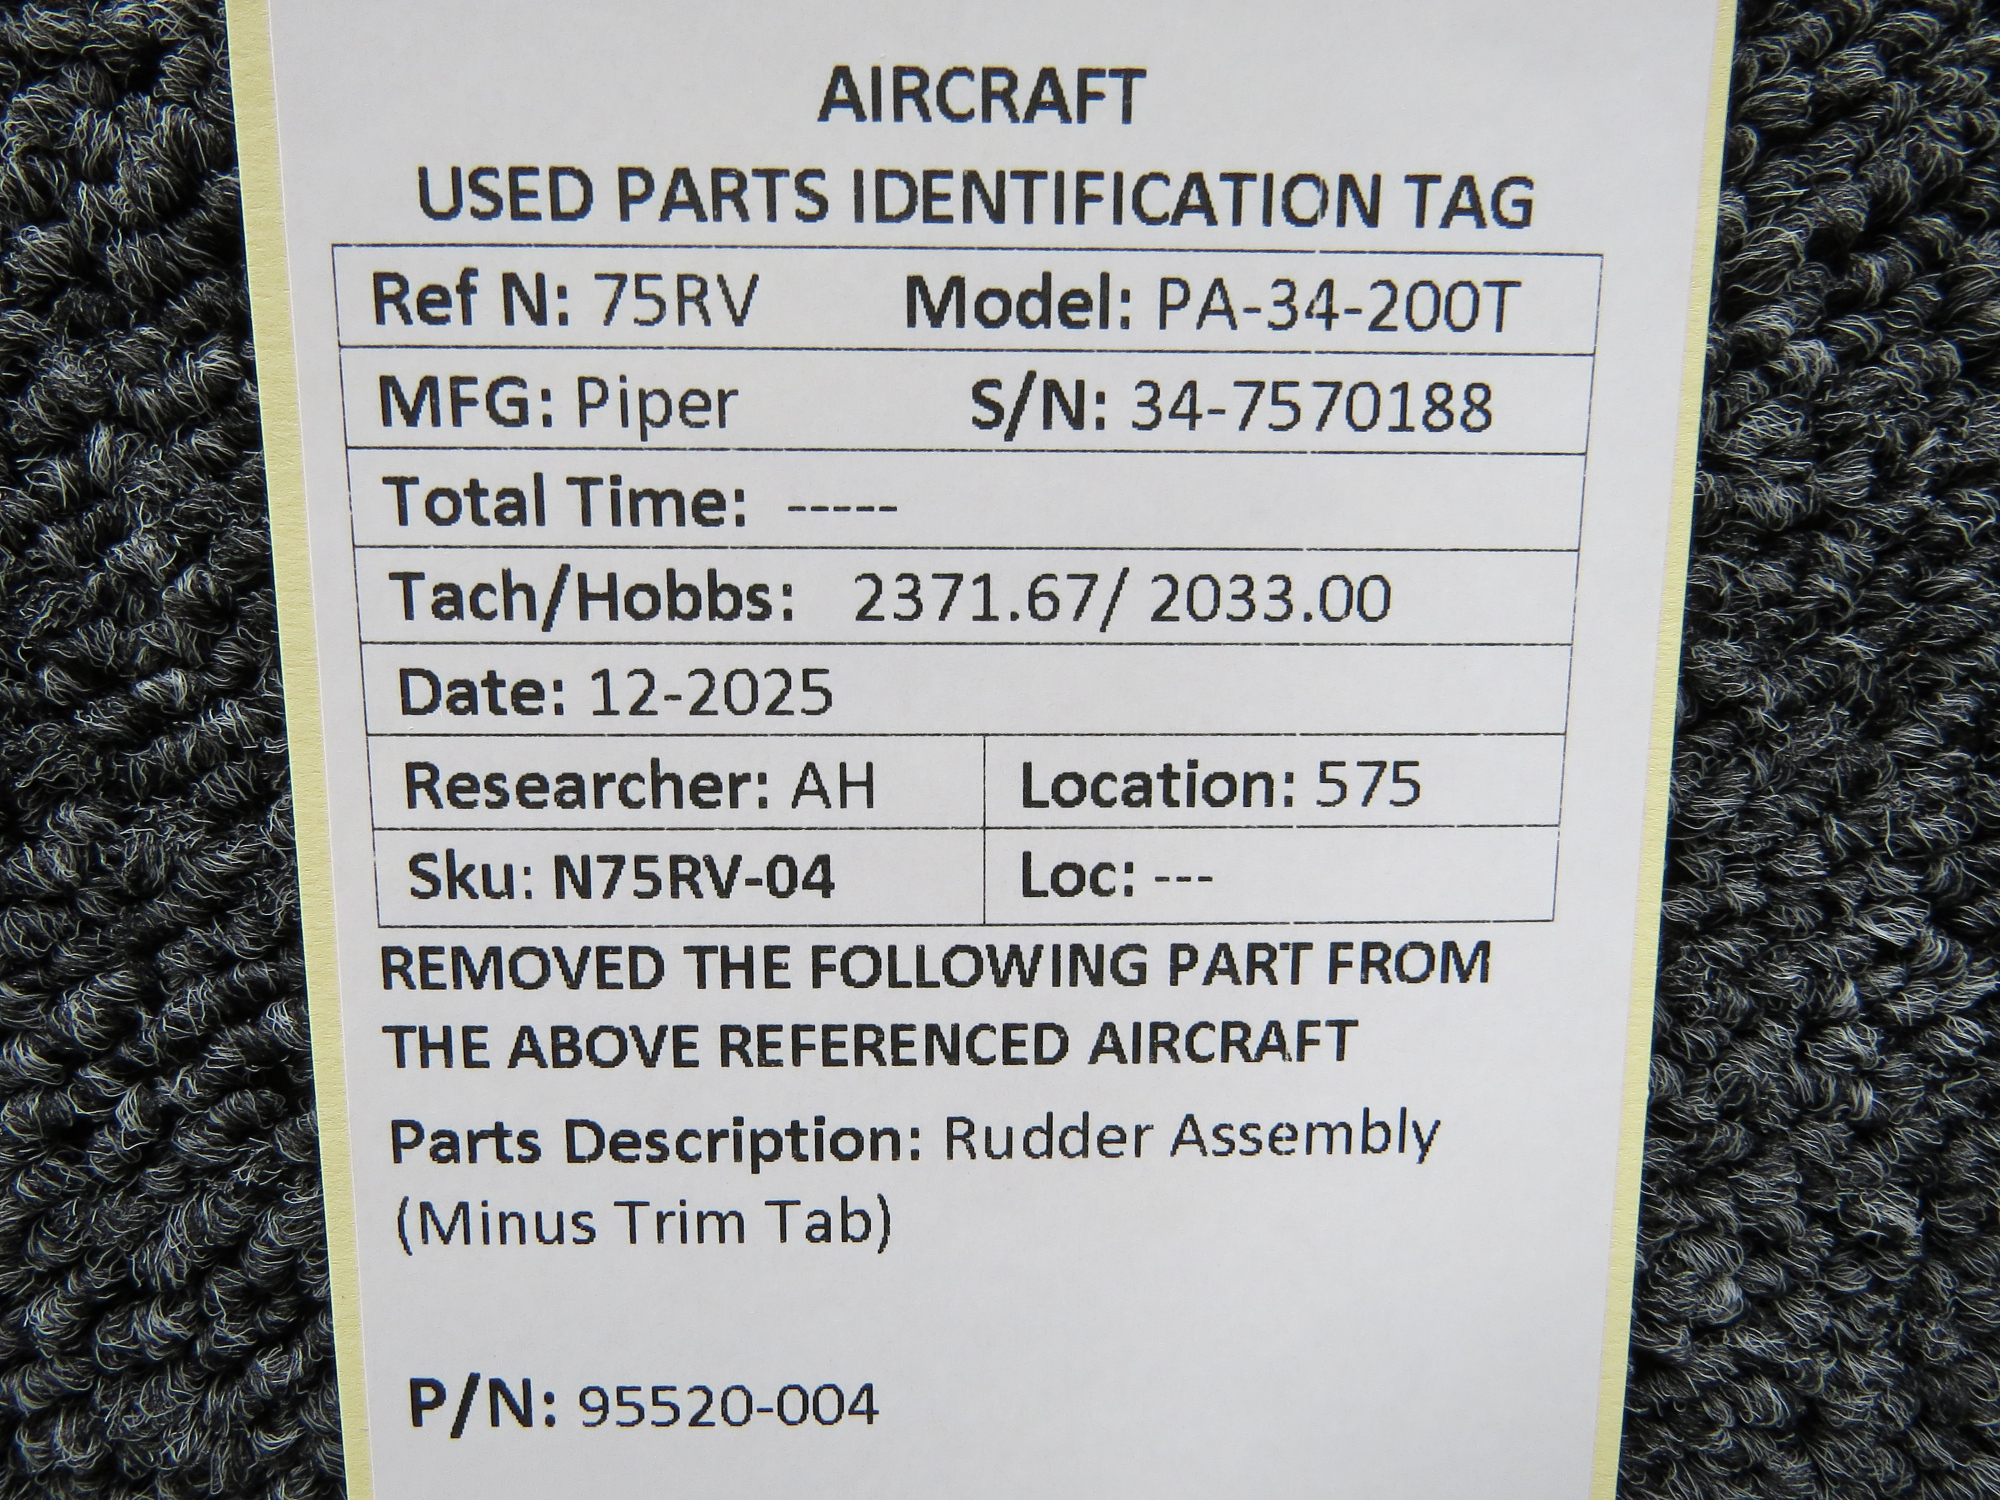 AIRCRAFT
USED PARTS IDENTIFICATION TAG
Ref N: 75RV Model: PA-34-200T
MFG: Piper S/N: 34-7570188
Total Time: -----
Tach/Hobbs: 2371.67/ 2033.00
Date: 12-2025
Researcher: AH Location: 575
Sku: N75RV-04 Loc: ---
REMOVED THE FOLLOWING PART FROM
THE ABOVE REFERENCED AIRCRAFT
Parts Description: Rudder Assembly
(Minus Trim Tab)
P/N: 95520-004